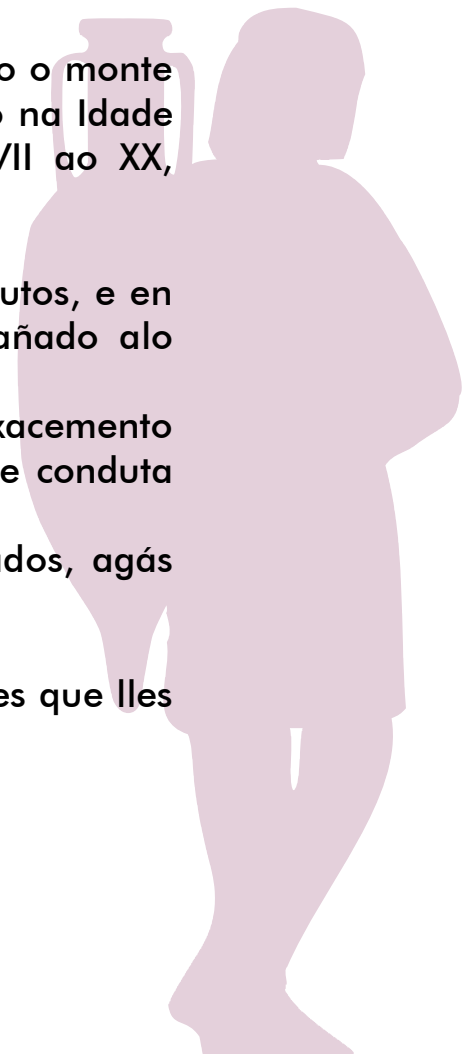 o o monte
na Idade
VII ao XX,
utos, e en
añado alo
xacemento
e conduta
dos, agás
es que lles